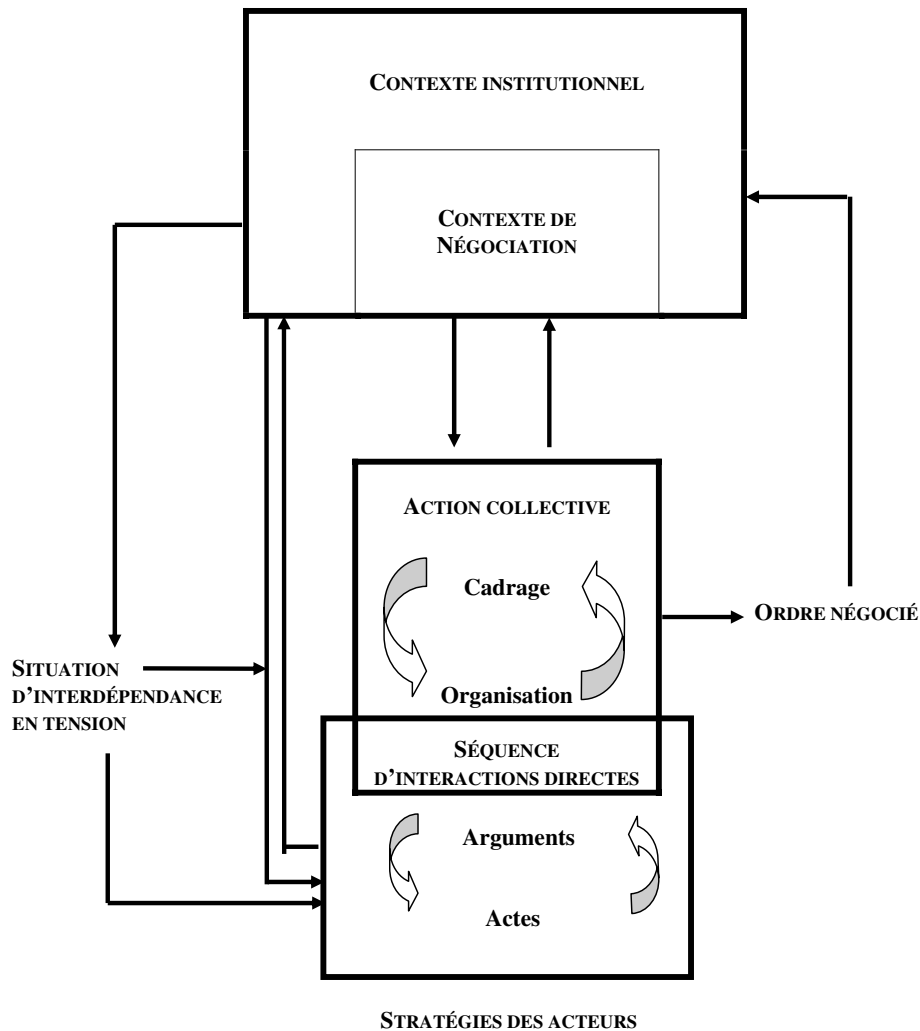 CONTEXTE INSTITUTIONNEL
CONTEXTE DE
NÉGOCIATION
ACTION COLLECTIVE
Cadrage
ORDRE NÉGOCIÉ
SITUATION
D’INTERDÉPENDANCE
EN TENSION
Organisation
SÉQUENCE
D’INTERACTIONS DIRECTES
Arguments
Actes
STRATÉGIES DES ACTEURS